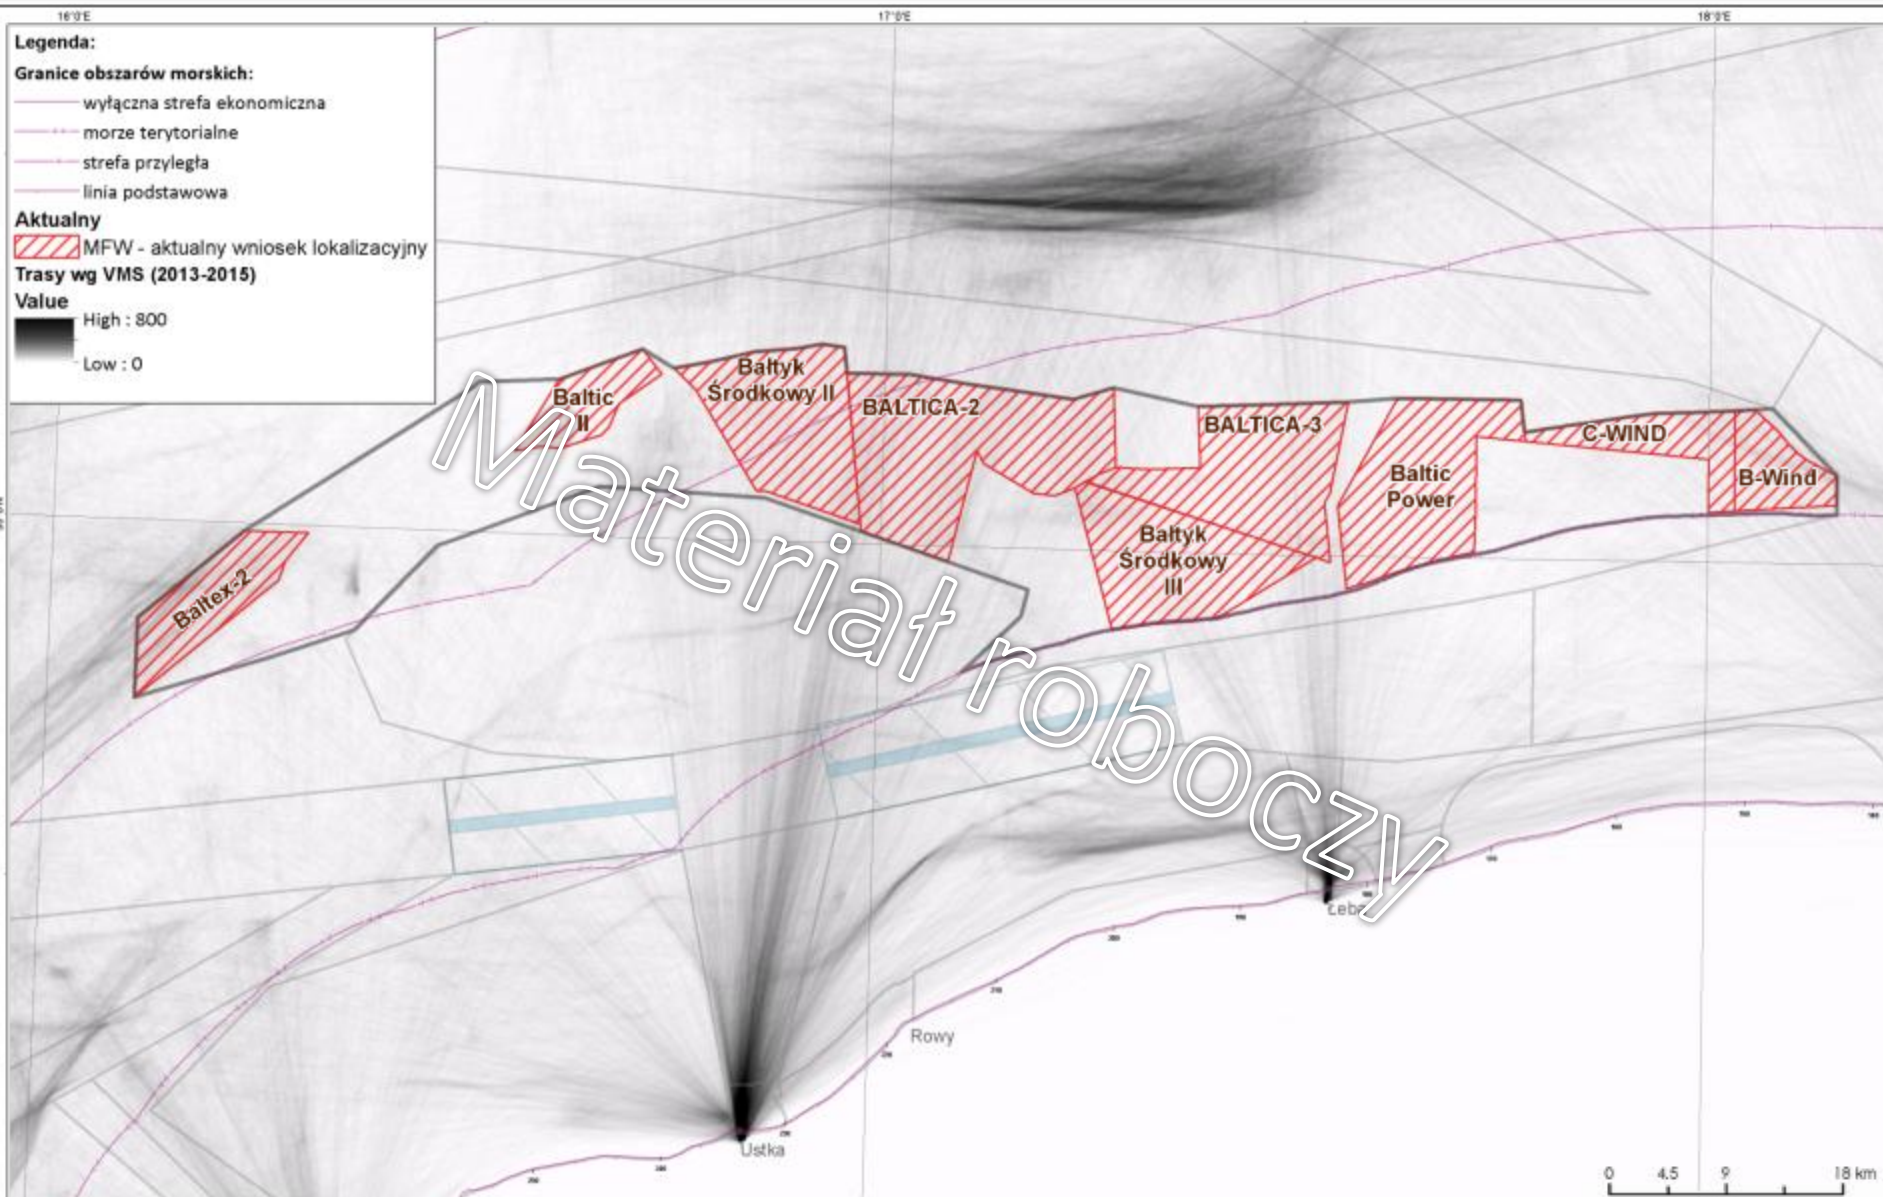 16°0'E
17°0'E
18°0'E
Legenda:
Granice obszarów morskich:
wyłączna strefa ekonomiczna
morze terytorialne
strefa przyległa
linia podstawowa
Aktualny
MFW - aktualny wniosek lokalizacyjny
Trasy wg VMS (2013-2015)
Value
High : 800
Low : 0
Baltic
II
Bałtyk
Środkowy II
BALTICA-2
BALTICA-3
Baltic
Power
C-WIND
B-Wind
Bałtyk
Środkowy
III
Baltex-2
Materiał roboczy
Łeba
Rowy
Ustka
0 4.5 9 18 km